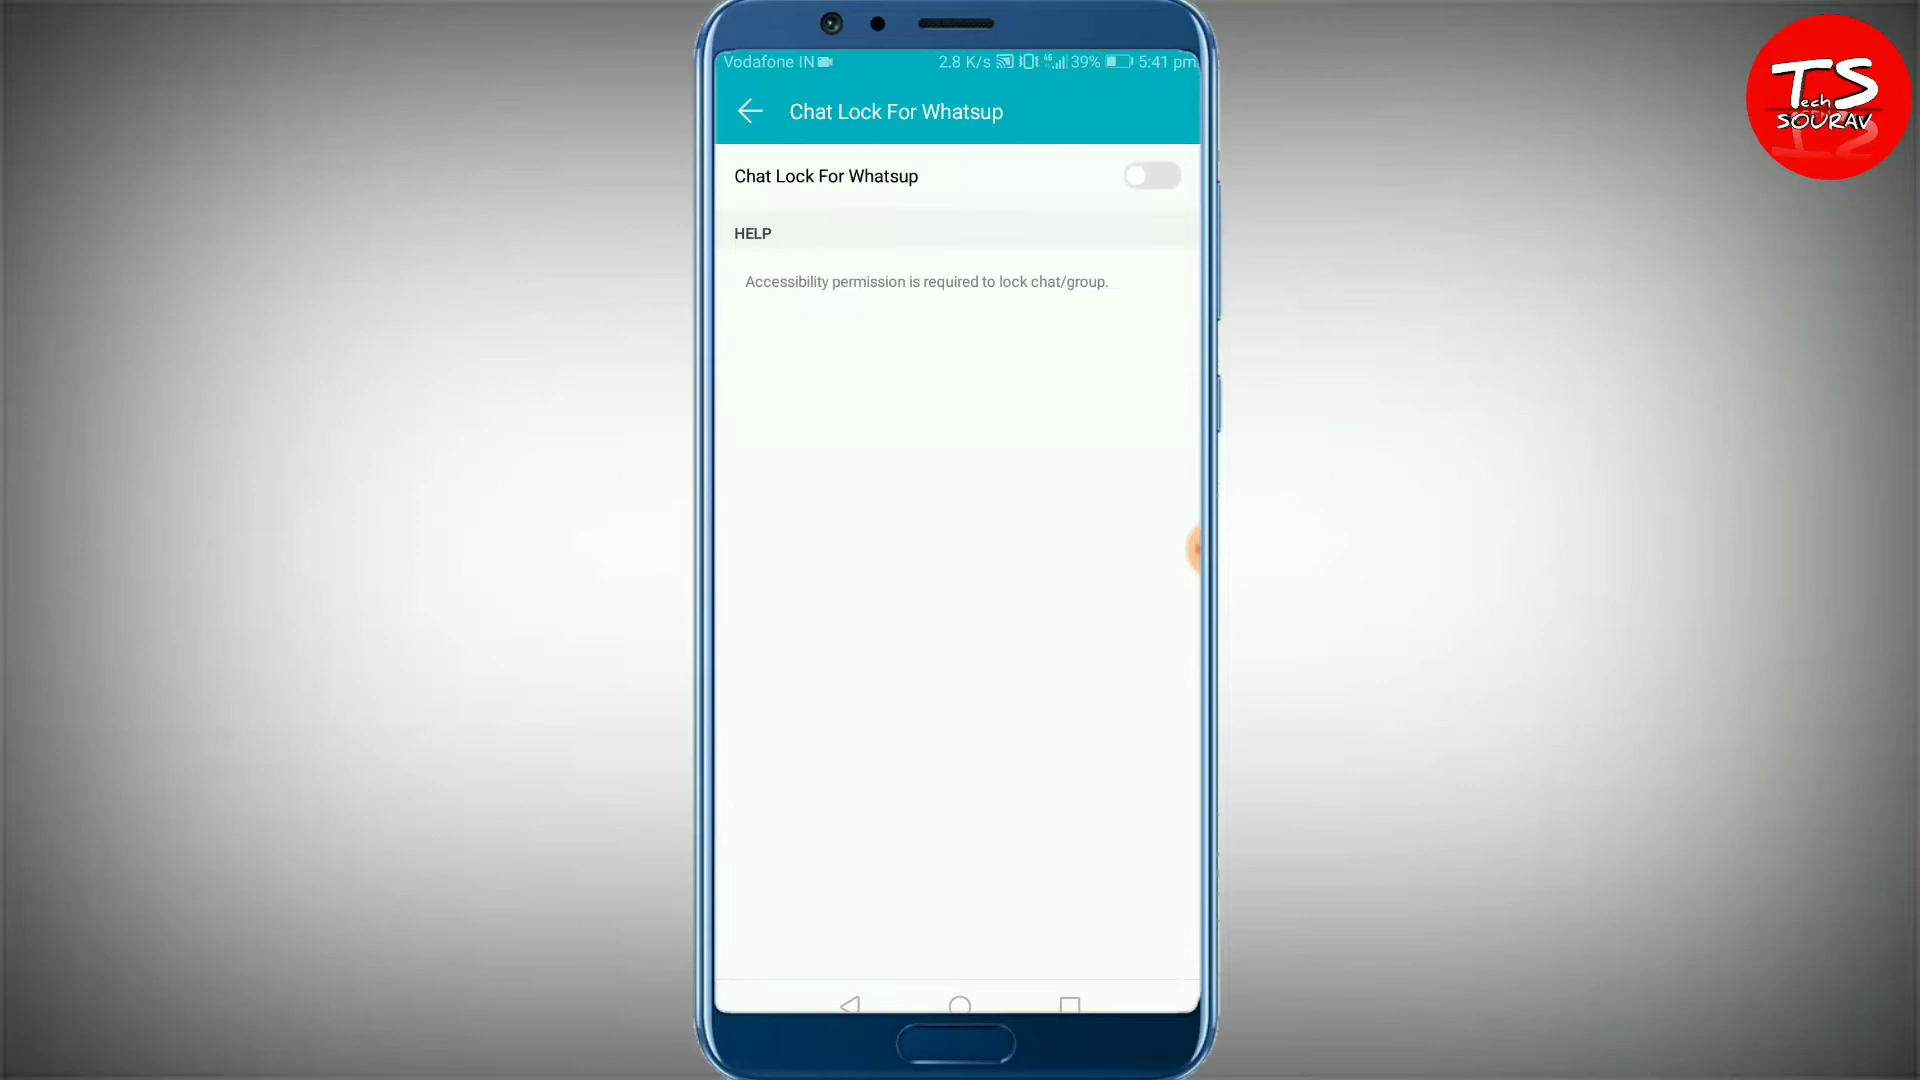 Vodafone IN 2.8 K/s 4G 39% 5:41 pm
Chat Lock For Whatsup
Chat Lock For Whatsup
HELP
Accessibility permission is required to lock chat/group.
TS
ech
SOURAV